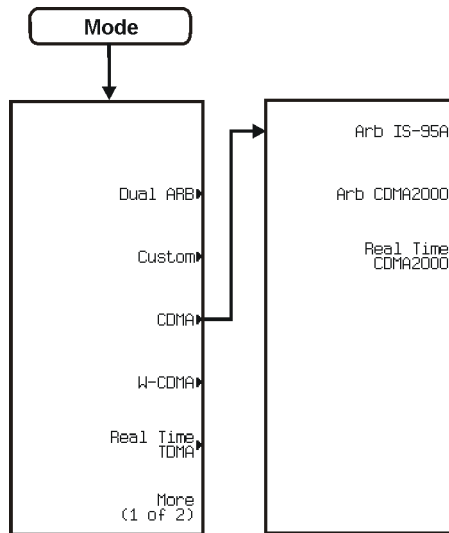 Mode
Dual ARB
Custom
CDMA
W-CDMA
Real Time
TDMA
More
(1 of 2)
Arb IS-95A
Arb CDMA2000
Real Time
CDMA2000